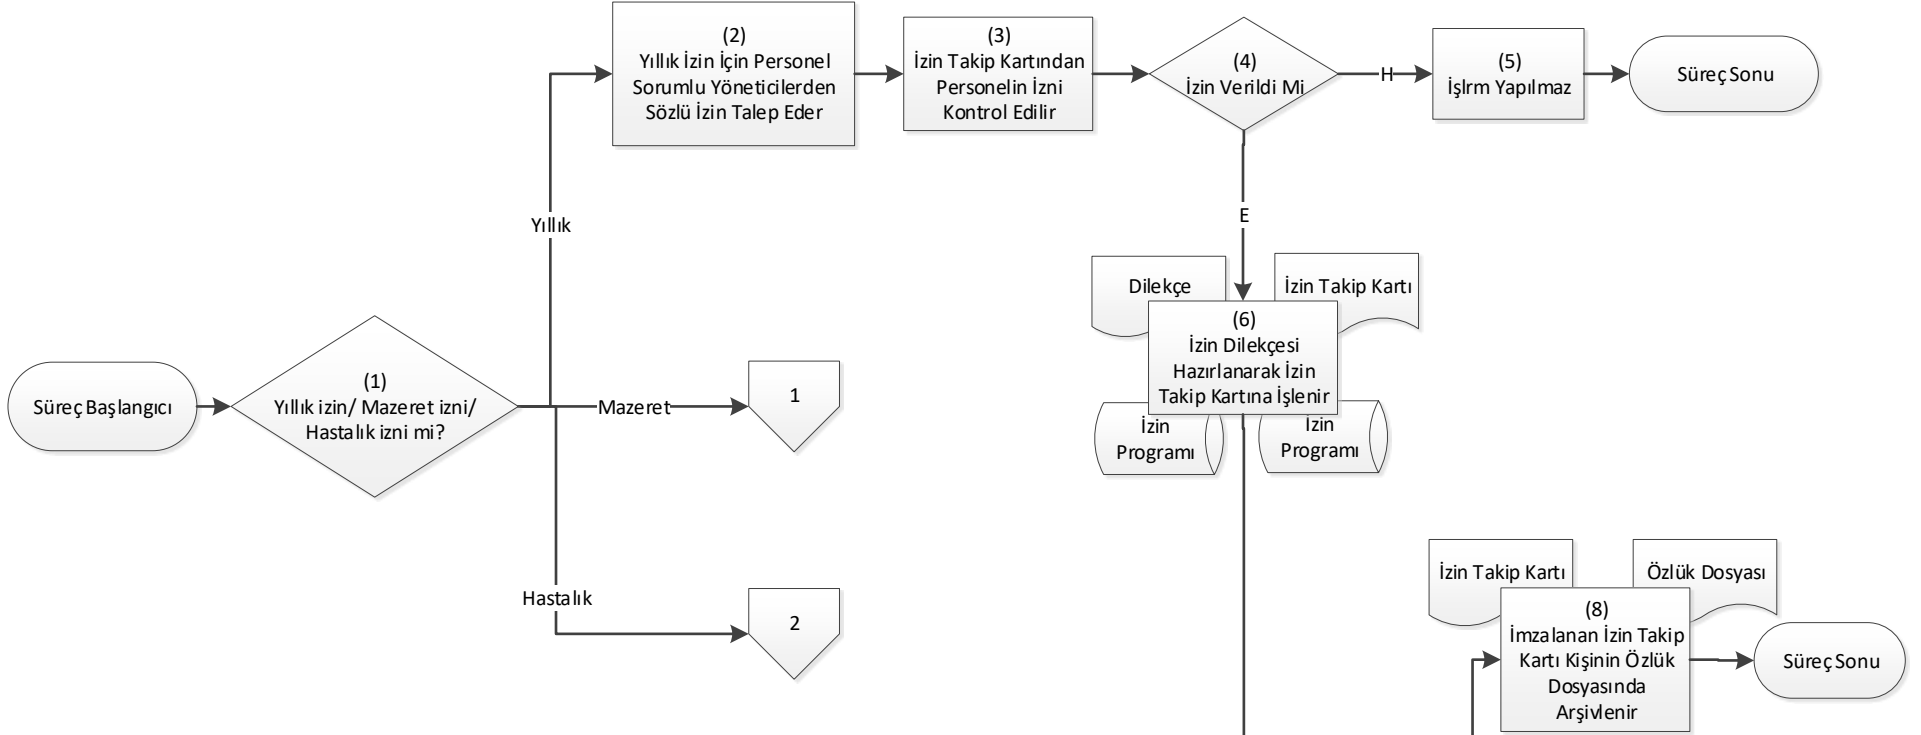 (2)
Yıllık İzin İçin Personel
Sorumlu Yöneticilerden
Sözlü İzin Talep Eder
(3)
İzin Takip Kartından
Personelin İzni
Kontrol Edilir
(4)
İzin Verildi Mi
H
(5)
İşlrm Yapılmaz
Süreç Sonu
Yıllık
E
Dilekçe
İzin Takip Kartı
(6)
İzin Dilekçesi
Hazırlanarak İzin
Takip Kartına İşlenir
İzin
Programı
İzin
Programı
Süreç Başlangıcı
(1)
Yıllık izin/ Mazeret izni/
Hastalık izni mi?
Mazeret
1
Hastalık
2
İzin Takip Kartı
Özlük Dosyası
(8)
İmzalanan İzin Takip
Kartı Kişinin Özlük
Dosyasında
Arşivlenir
Süreç Sonu